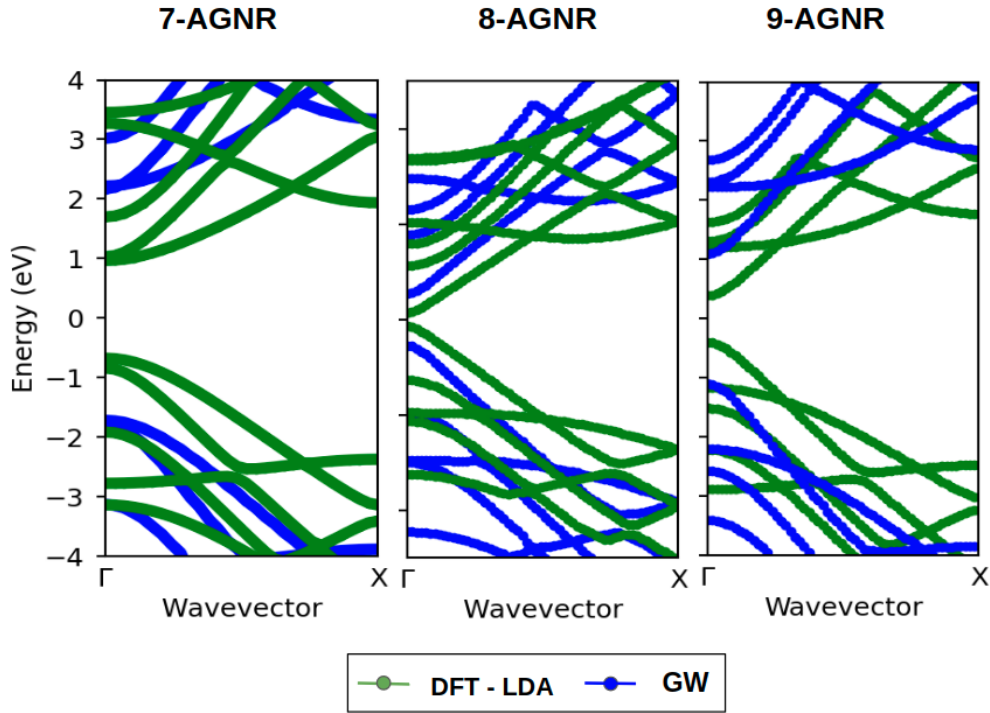 7-AGNR 8-AGNR 9-AGNR
Energy (eV)
4
3
2
1
0
−1
−2
−3
−4
Γ X Γ X Γ X
Wavevector Wavevector Wavevector
DFT - LDA GW